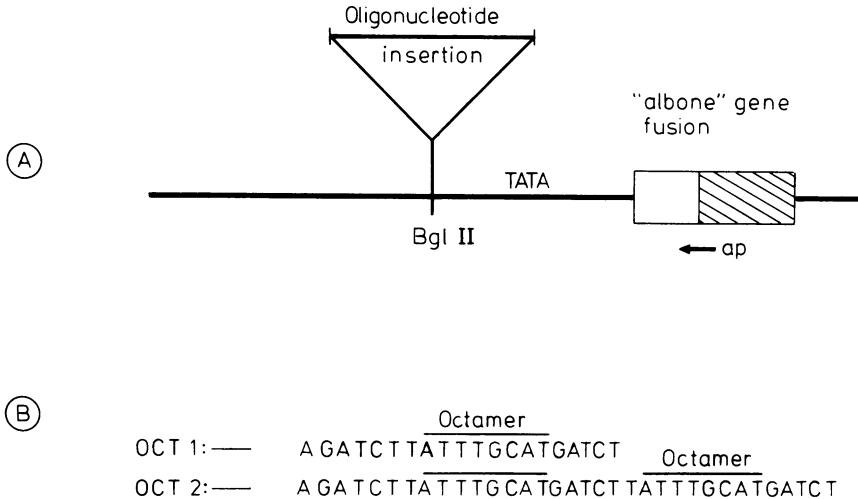 Oligonucleotide
insertion
"albone" gene
fusion
A
TATA
Bgl II
ap
B
Octamer
OCT 1:— AGATCTTATTTGCATGATCT
Octamer
OCT 2:— AGATCTTATTTGCATGATCTTATTTGCATGATCT